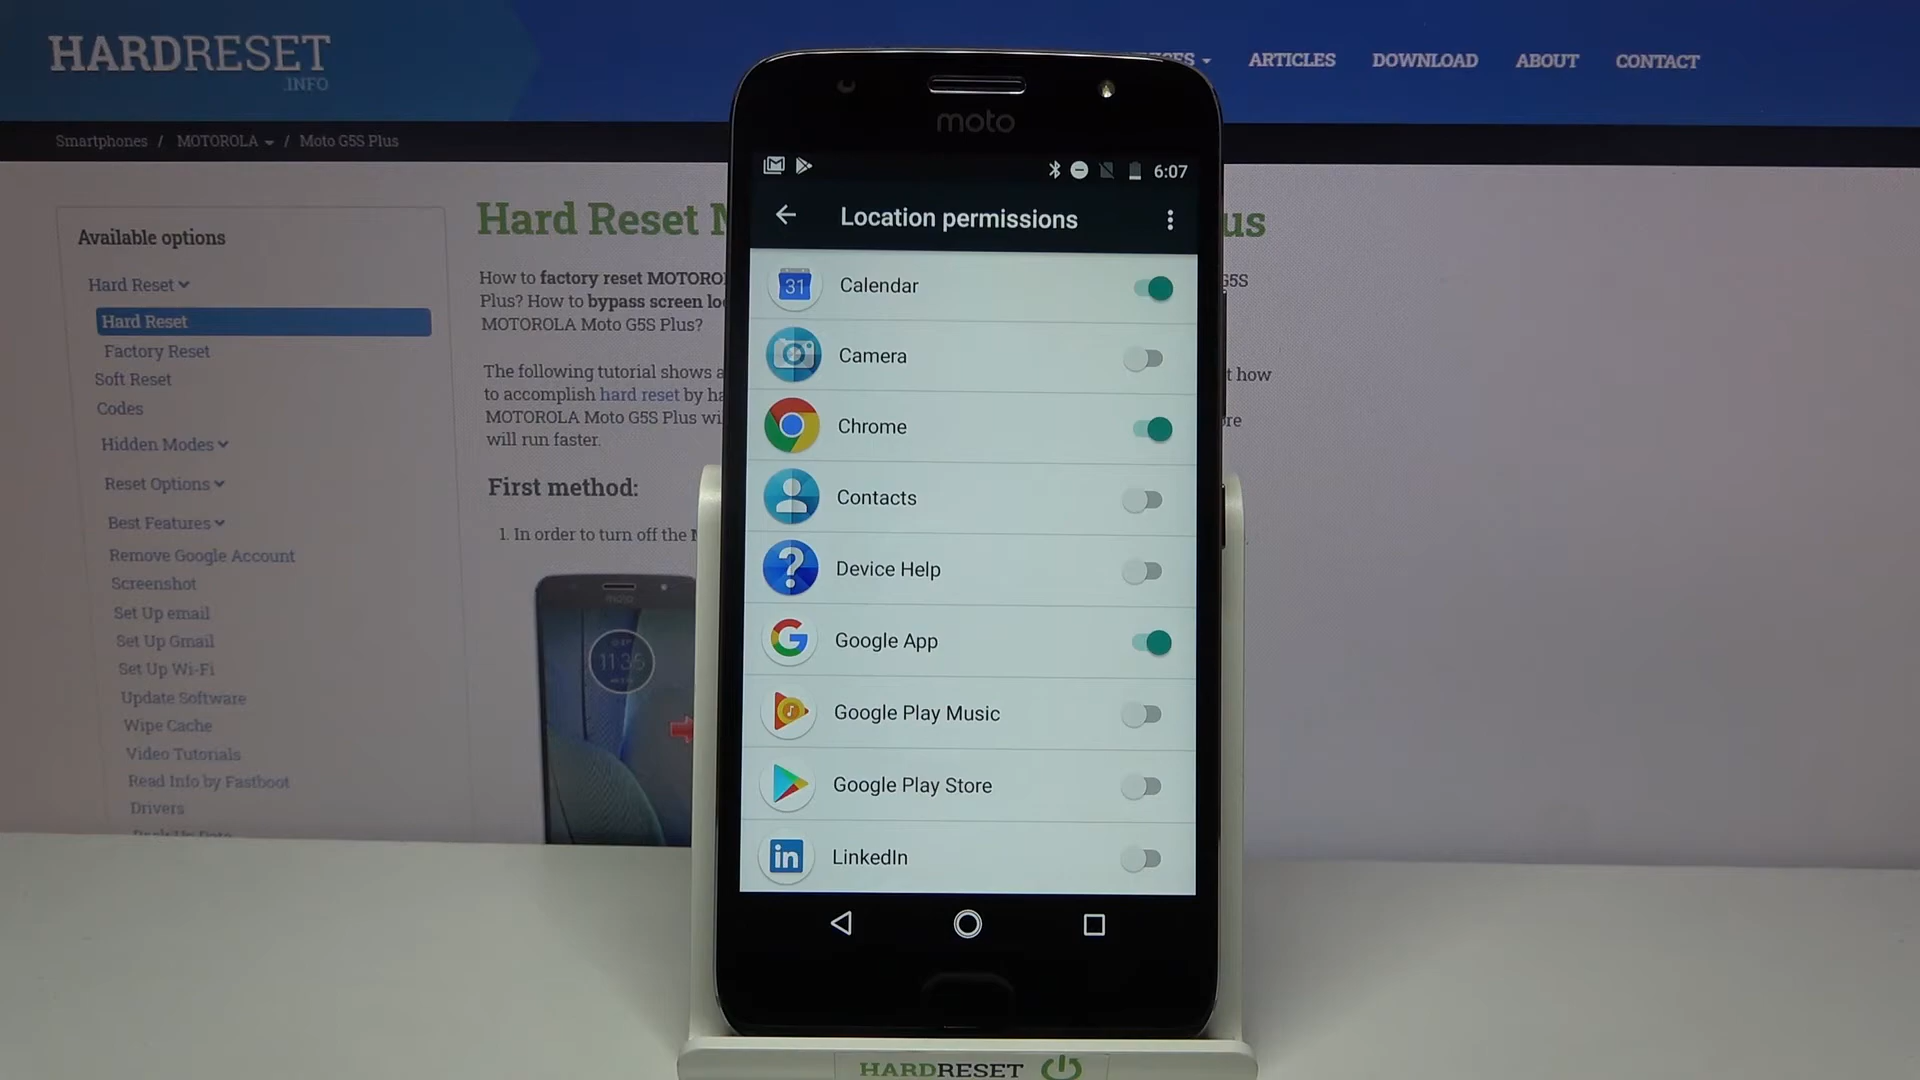 HARDRESET
.INFO
ARTICLES
DOWNLOAD
ABOUT
CONTACT
Smartphones / MOTOROLA / Moto G5S Plus
Available options
Hard Reset
Hard Reset
Factory Reset
Soft Reset
Codes
Hidden Modes
Reset Options
Best Features
Remove Google Account
Screenshot
Set Up email
Set Up Gmail
Set Up Wi-Fi
Update Software
Wipe Cache
Video Tutorials
Read Info by Fastboot
Drivers
Hard Reset
How to factory reset
Plus? How to bypass screen
MOTOROLA Moto G5S Plus?
The following tutorial shows
to accomplish hard reset by
MOTOROLA Moto G5S Plus
will run faster.
how
First method:
1. In order to turn off the
moto
11:35
moto
6:07
Location permissions
31
Calendar
Camera
Chrome
Contacts
?
Device Help
G
Google App
Google Play Music
Google Play Store
in
LinkedIn
HARDRESET